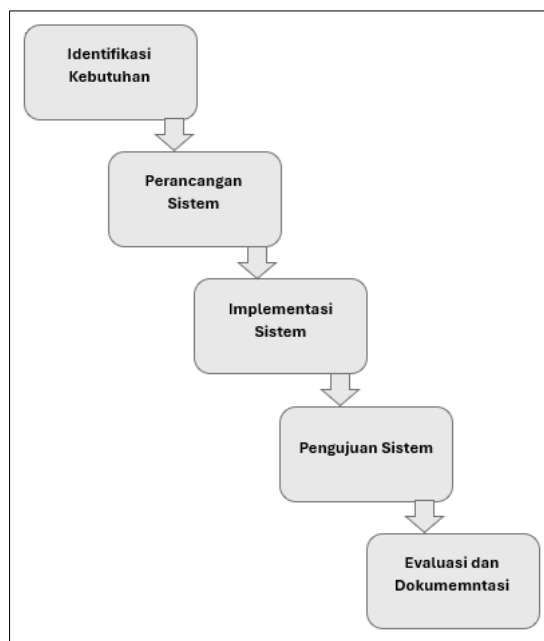 Identifikasi
Kebutuhan
Perancangan
Sistem
Implementasi
Sistem
Pengujuan Sistem
Evaluasi dan
Dokumemntasi